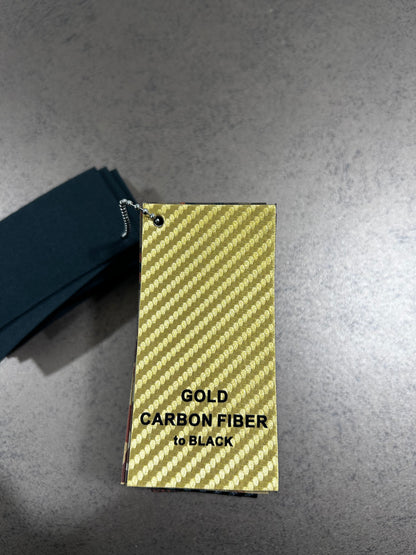 GOLD
CARBON FIBER
to BLACK